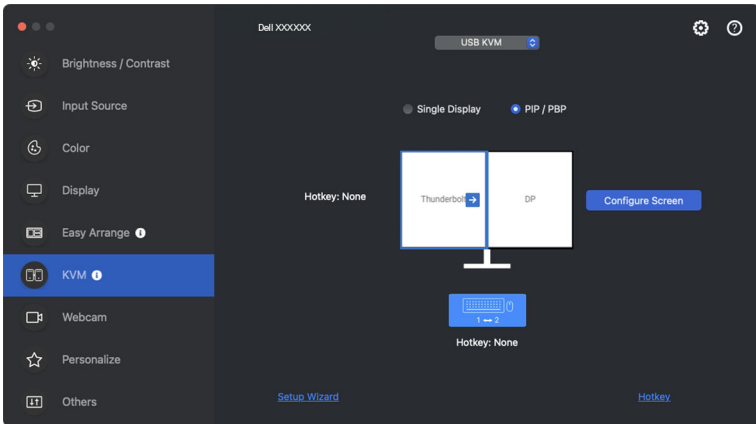 Dell XXXXXX
USB KVM
Brightness / Contrast
Input Source
Color
Display
Easy Arrange
KVM
Webcam
Personalize
Others
Single Display
PIP / PBP
Hotkey: None
Thunderbolt
DP
Configure Screen
1 ↔ 2
Hotkey: None
Setup Wizard
Hotkey